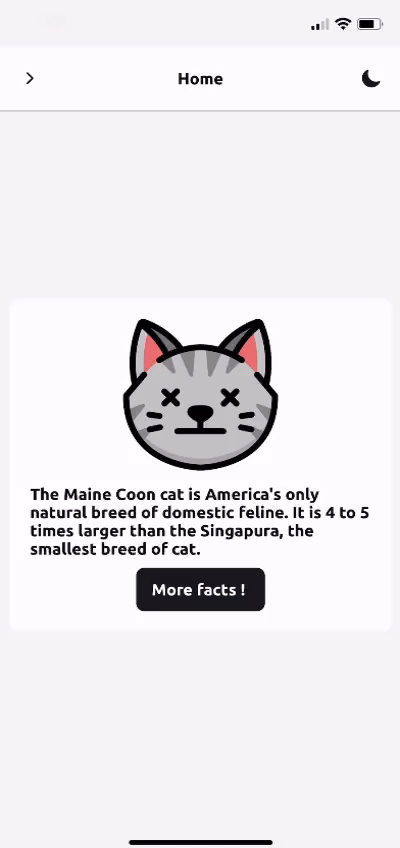 Home
The Maine Coon cat is America's only
natural breed of domestic feline. It is 4 to 5
times larger than the Singapura, the
smallest breed of cat.
More facts !